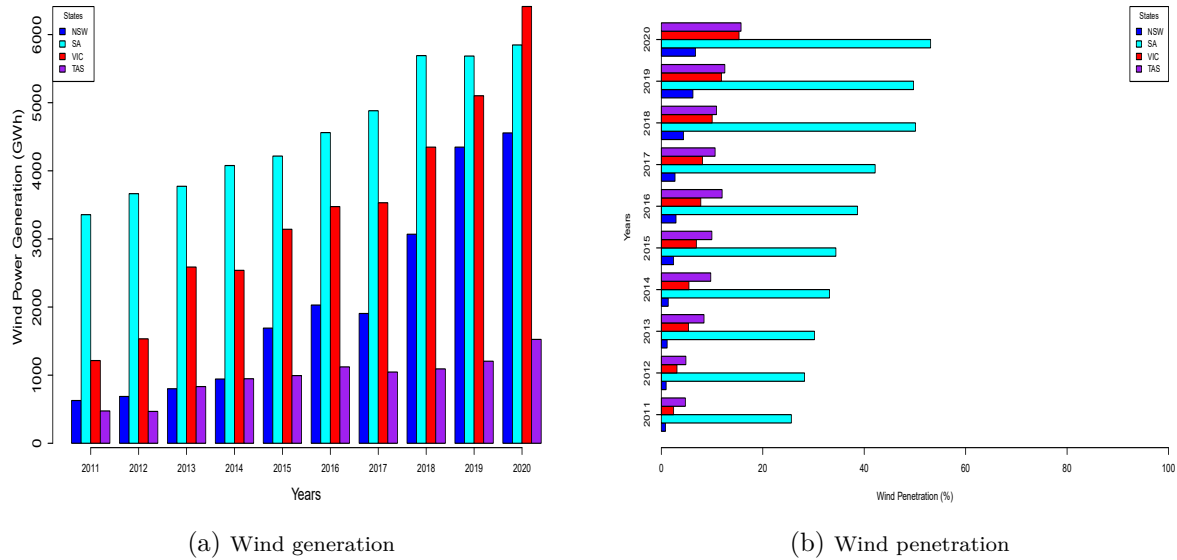 States
NSW
SA
VIC
TAS
Wind Power Generation (GWh)
6000
5000
4000
3000
2000
1000
0
2011 2012 2013 2014 2015 2016 2017 2018 2019 2020
Years
(a) Wind generation
States
NSW
SA
VIC
TAS
Years
2020
2019
2018
2017
2016
2015
2014
2013
2012
2011
0 20 40 60 80 100
Wind Penetration (%)
(b) Wind penetration